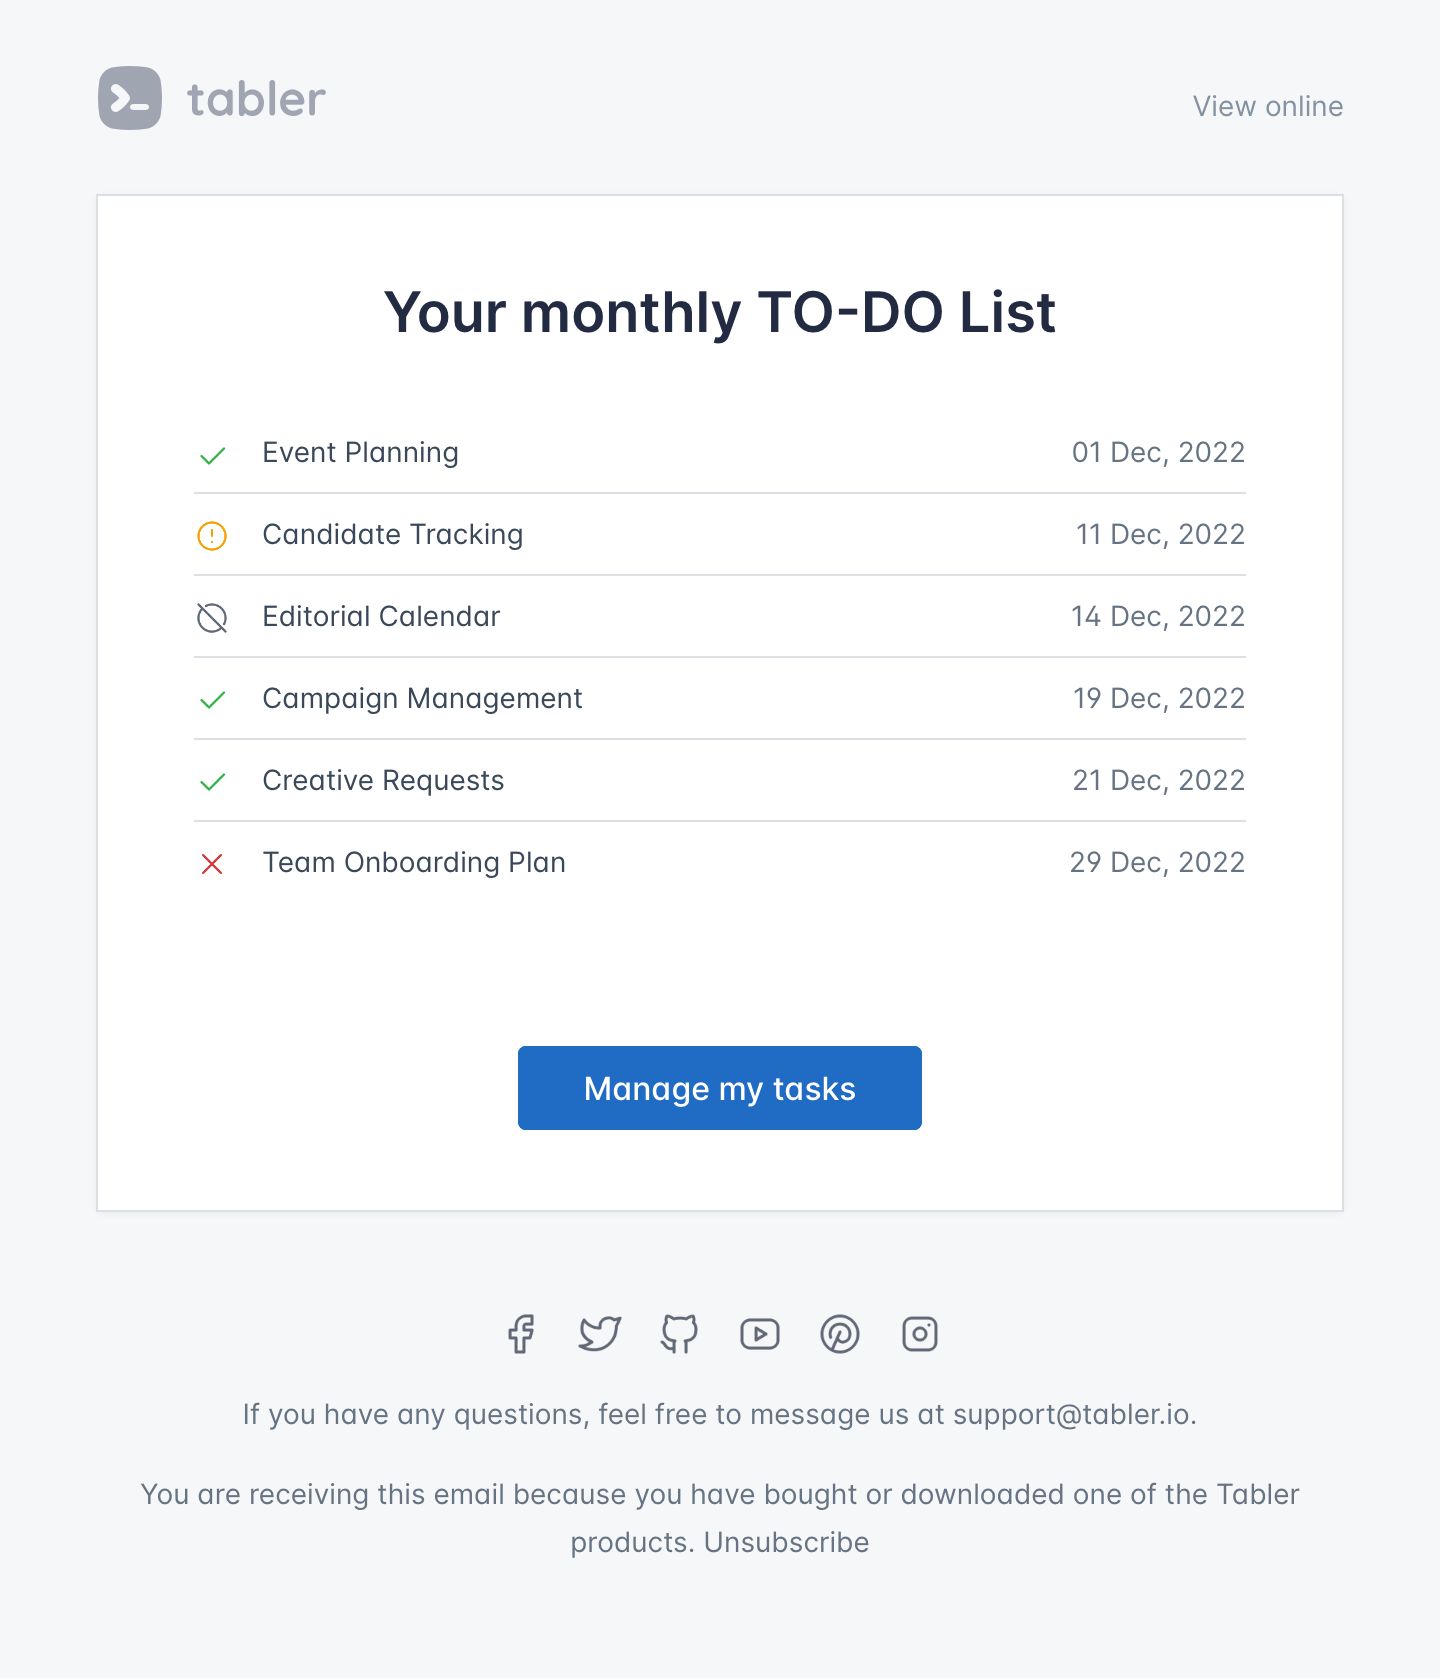 tabler
View online
Your monthly TO-DO List
Event Planning 01 Dec, 2022
Candidate Tracking 11 Dec, 2022
Editorial Calendar 14 Dec, 2022
Campaign Management 19 Dec, 2022
Creative Requests 21 Dec, 2022
Team Onboarding Plan 29 Dec, 2022
Manage my tasks
If you have any questions, feel free to message us at support@tabler.io.
You are receiving this email because you have bought or downloaded one of the Tabler
products. Unsubscribe